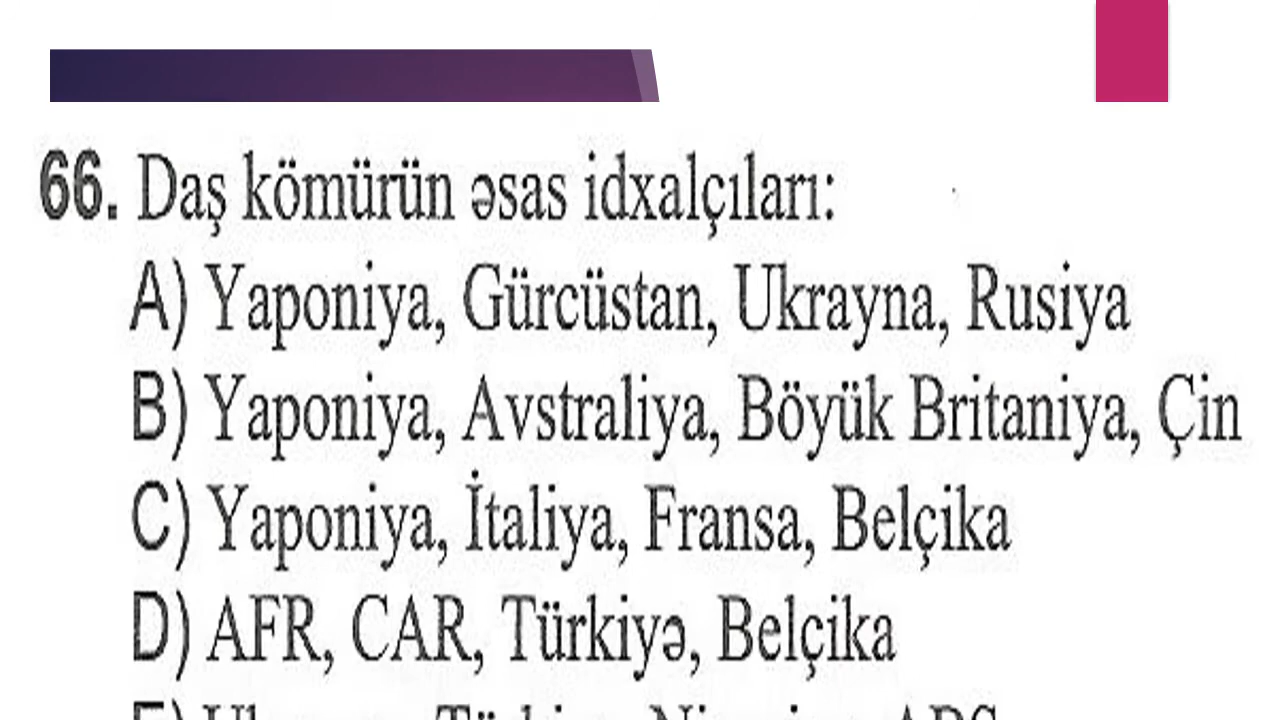 66. Daş kömürün əsas idxalçıları:
A) Yaponiya, Gürcüstan, Ukrayna, Rusiya
B) Yaponiya, Avstraliya, Böyük Britaniya, Çin
C) Yaponiya, İtaliya, Fransa, Belçika
D) AFR, CAR, Türkiyə, Belçika